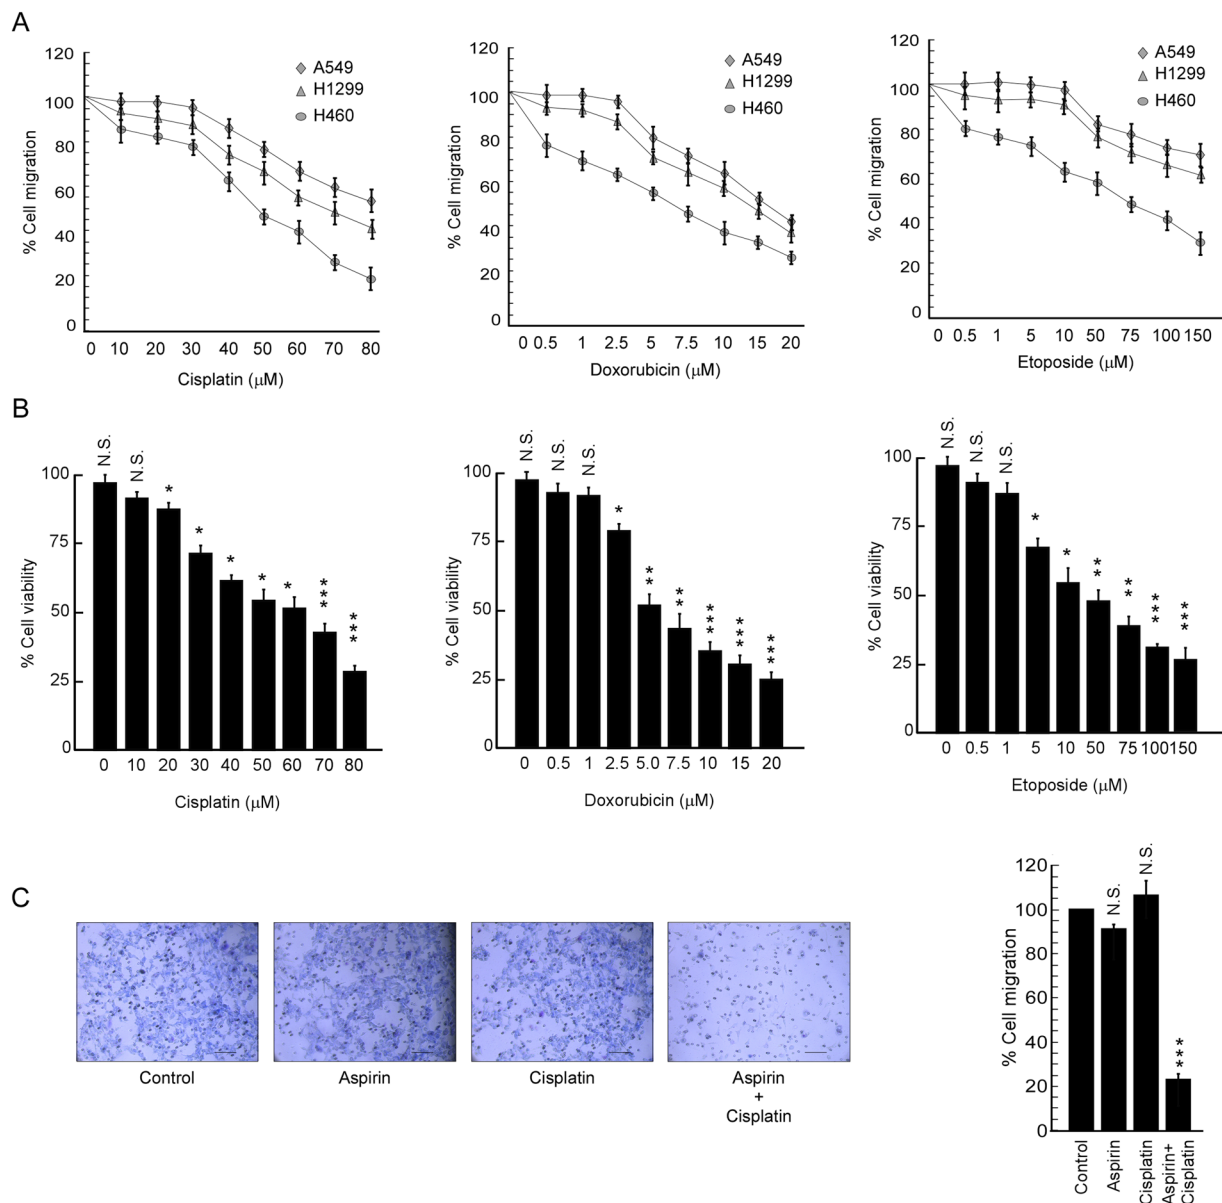 A
120
100
80
60
40
20
0
% Cell migration
A549
H1299
H460
0 10 20 30 40 50 60 70 80
Cisplatin (μM)
120
100
80
60
40
20
0
% Cell migration
A549
H1299
H460
0 0.5 1 2.5 5 7.5 10 15 20
Doxorubicin (μM)
120
100
80
60
40
20
0
% Cell migration
A549
H1299
H460
0 0.5 1 5 10 50 75 100 150
Etoposide (μM)
B
100
75
50
25
0
% Cell viability
N.S. N.S. * * * * * *** ***
0 10 20 30 40 50 60 70 80
Cisplatin (μM)
100
75
50
25
0
% Cell viability
N.S. N.S. N.S. * ** ** *** *** ***
0 0.5 1 2.5 5.0 7.5 10 15 20
Doxorubicin (μM)
100
75
50
25
0
% Cell viability
N.S. N.S. N.S. * * ** ** *** ***
0 0.5 1 5 10 50 75 100 150
Etoposide (μM)
C
Control
Aspirin
Cisplatin
Aspirin
+
Cisplatin
120
100
80
60
40
20
0
% Cell migration
N.S. N.S. ***
Control
Aspirin
Cisplatin
Aspirin+
Cisplatin